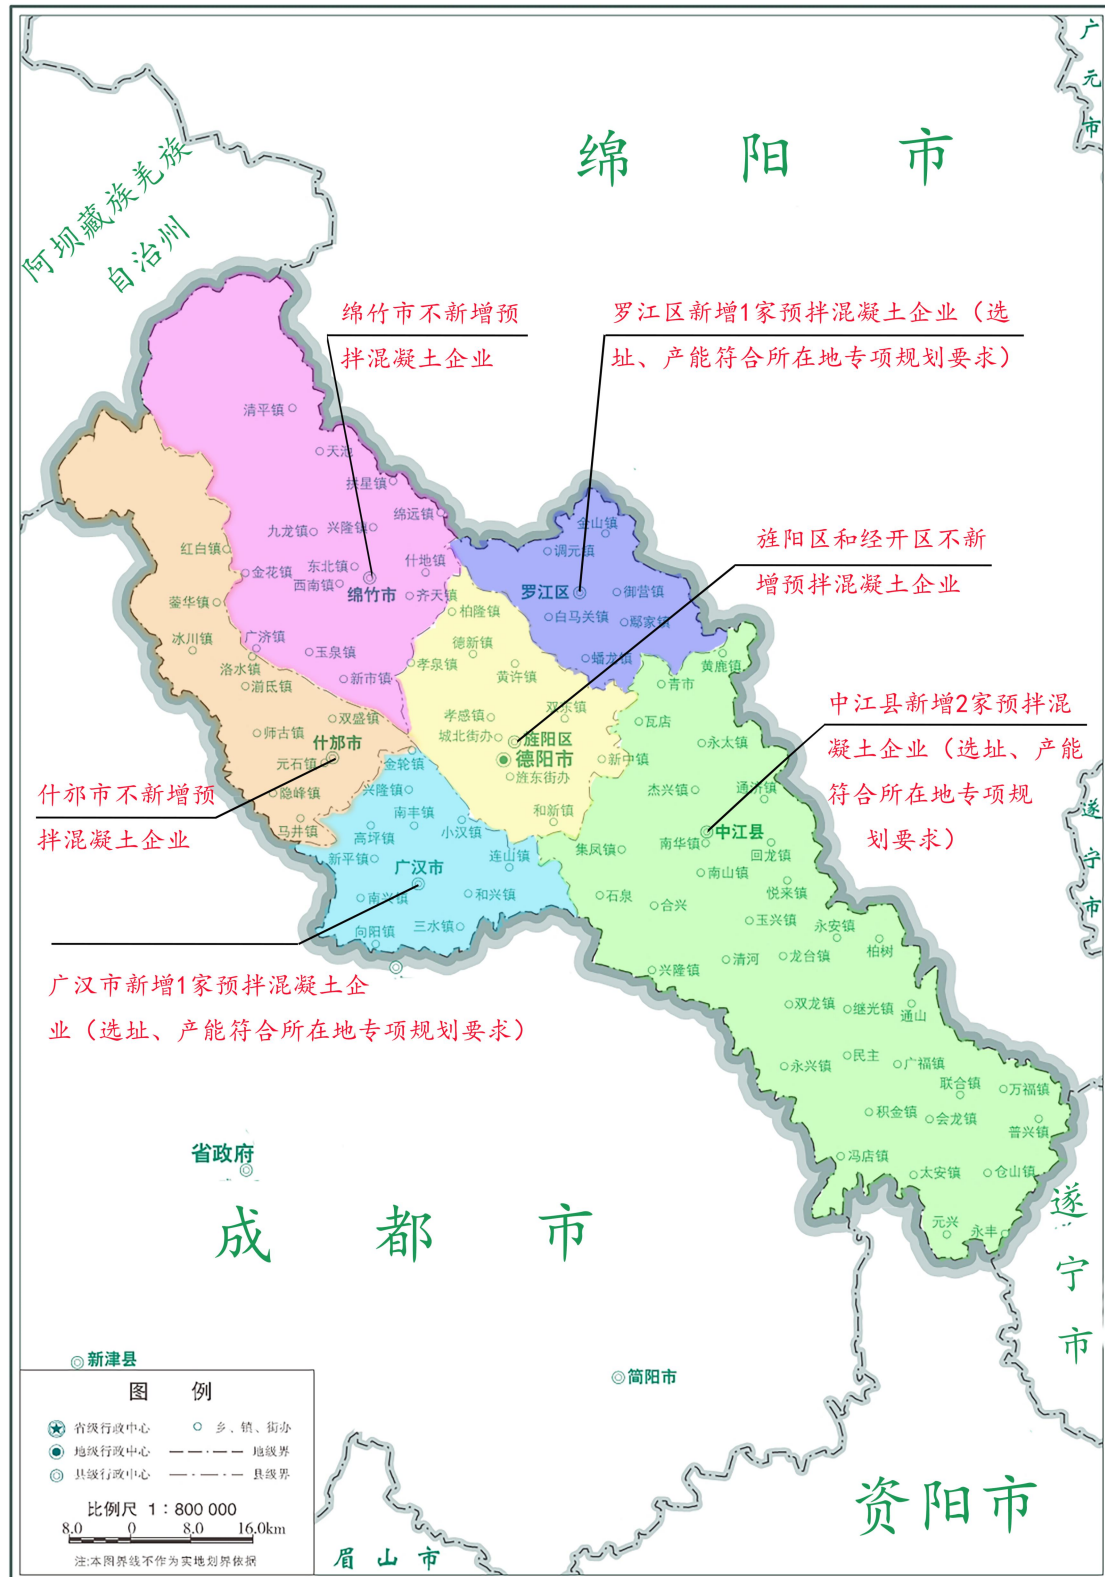 广
元
市
绵阳市
阿坝藏族羌族
自治州
绵竹市不新增预
拌混凝土企业
罗江区新增1家预拌混凝土企业（选
址、产能符合所在地专项规划要求）
清平镇
天池
拱星镇
绵远镇
九龙镇
兴隆镇
金山镇
调元镇
旌阳区和经开区不新
增预拌混凝土企业
红白镇
金花镇
东北镇
西南镇
绵竹市
什地镇
齐天镇
罗江区
御营镇
白马关镇
鄢家镇
蟠龙镇
蓥华镇
冰川镇
广济镇
洛水镇
湔氐镇
玉泉镇
新市镇
柏隆镇
德新镇
孝泉镇
黄许镇
黄鹿镇
青市
瓦店
永太镇
双盛镇
师古镇
什邡市
元石镇
隐峰镇
马井镇
孝感镇
双东镇
城北街办
旌阳区
德阳市
旌东街办
新中镇
和新镇
中江县新增2家预拌混
凝土企业（选址、产能
符合所在地专项规
划要求）
什邡市不新增预
拌混凝土企业
金轮镇
兴隆镇
南丰镇
高坪镇
小汉镇
新平镇
连山镇
广汉市
南兴镇
和兴镇
三水镇
向阳镇
杰兴镇
通济镇
中江县
南华镇
回龙镇
集凤镇
南山镇
悦来镇
石泉
合兴
玉兴镇
永安镇
柏树
清河
龙台镇
兴隆镇
双龙镇
继光镇
通山
永兴镇
民主
广福镇
联合镇
万福镇
积金镇
会龙镇
普兴镇
冯店镇
太安镇
仓山镇
元兴
永丰
遂
宁
市
广汉市新增1家预拌混凝土企
业（选址、产能符合所在地专项规划要求）
省政府
成都市
遂
宁
市
新津县
简阳市
资阳市
眉山市
图例
省级行政中心
乡、镇、街办
地级行政中心
地级界
县级行政中心
县级界
比例尺 1：800 000
8.0 0 8.0 16.0km
注:本图界线不作为实地划界依据